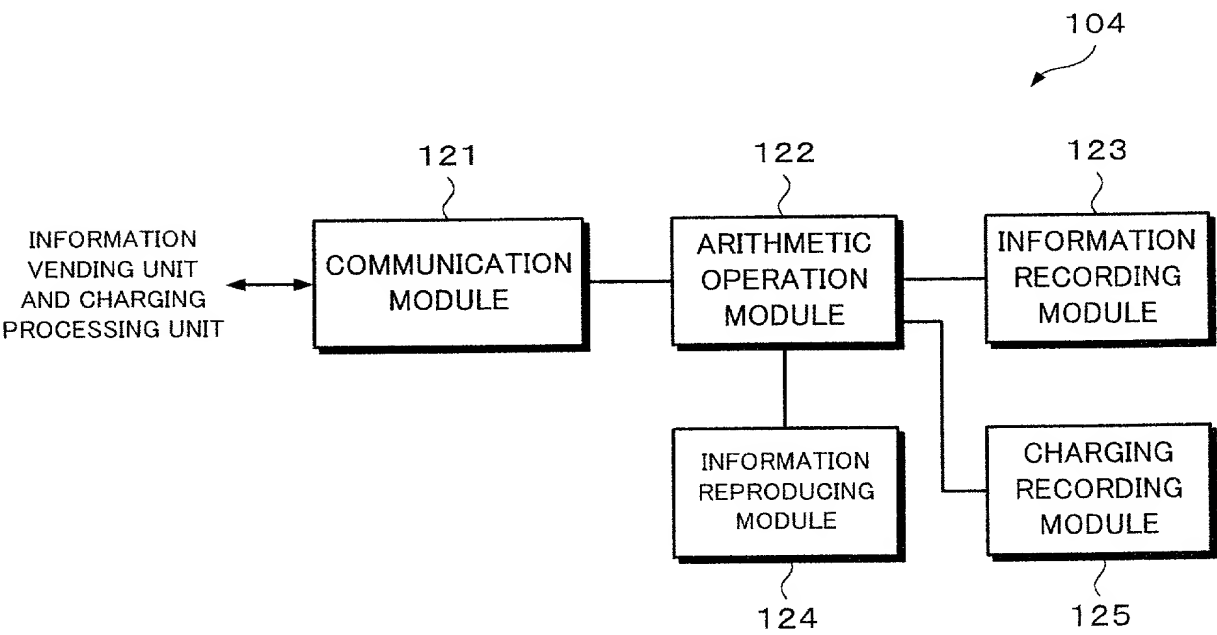 104
121
122
123
INFORMATION
VENDING UNIT
AND CHARGING
PROCESSING UNIT
COMMUNICATION
MODULE
ARITHMETIC
OPERATION
MODULE
INFORMATION
RECORDING
MODULE
INFORMATION
REPRODUCING
MODULE
CHARGING
RECORDING
MODULE
124
125